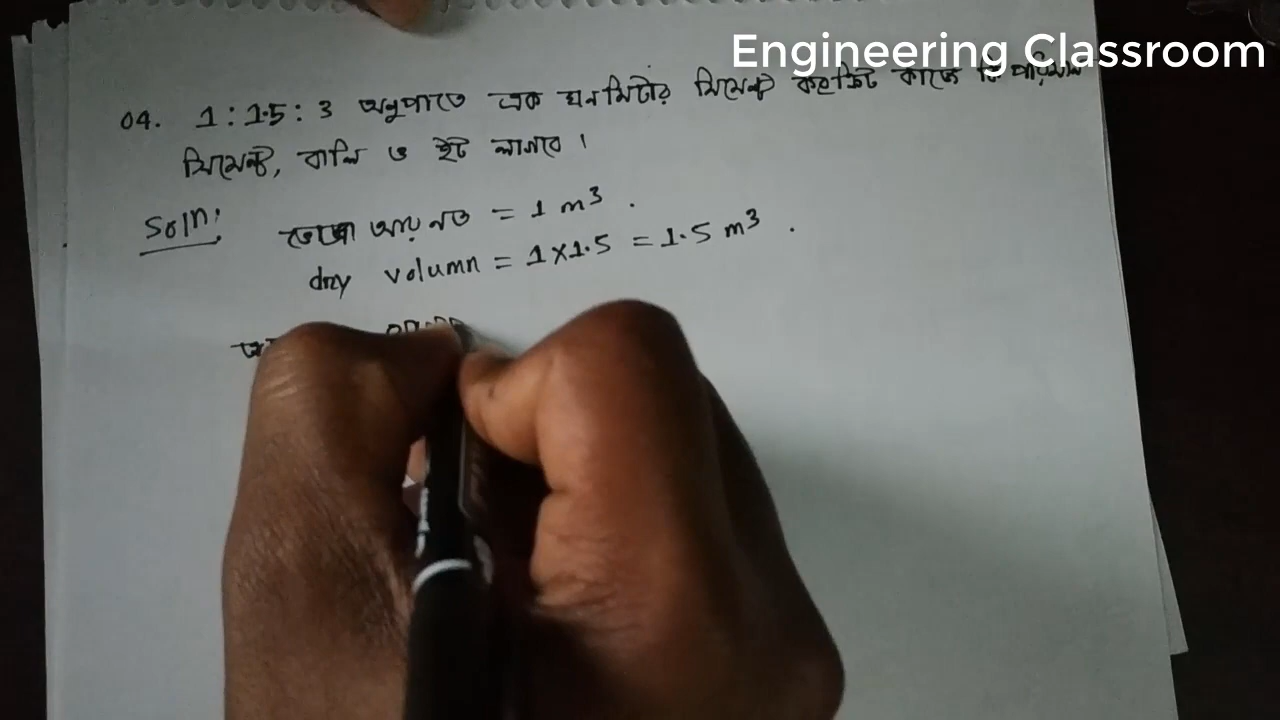 Engineering Classroom
04. 1 : 1.5 : 3 অনুপাতে এক ঘনমিটার সিমেন্ট কংক্রিট কাজে কি পরিমান
সিমেন্ট, বালি ও ইট লাগবে ।
Soln:
ভেজা আয়তন = 1 m³ .
dry volumn = 1×1.5 = 1.5 m³ .